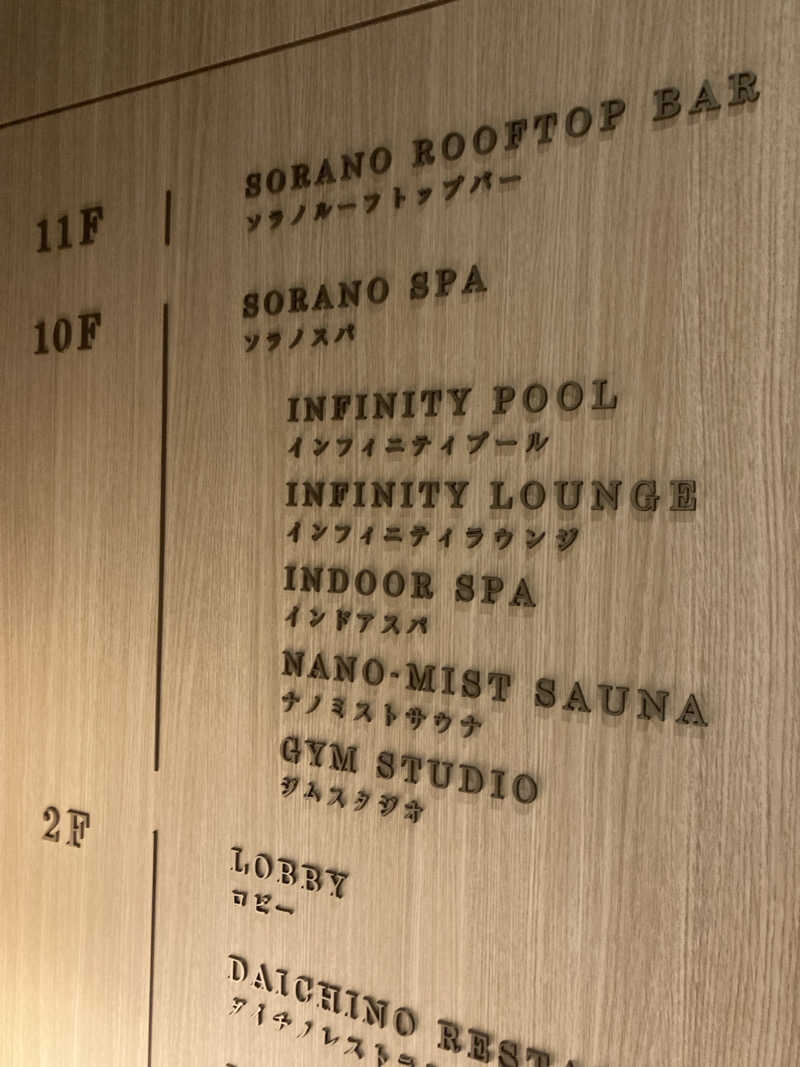 11F
SORANO ROOFTOP BAR
ソラノルーフトップバー
10F
SORANO SPA
ソラノスパ
INFINITY POOL
インフィニティプール
INFINITY LOUNGE
インフィニティラウンジ
INDOOR SPA
インドアスパ
NANO-MIST SAUNA
ナノミストサウナ
GYM STUDIO
ジムスタジオ
2F
LOBBY
ロビー
DAICHINO